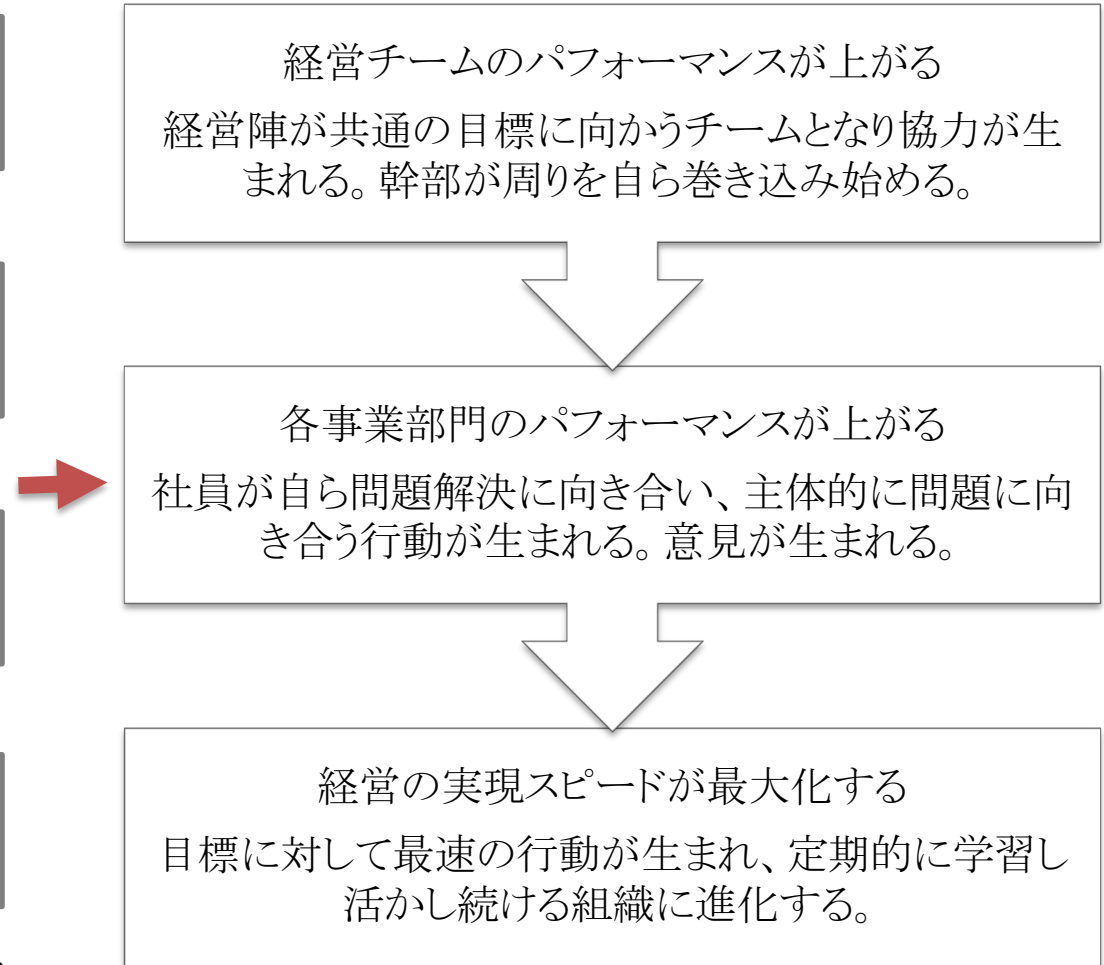 経営チームのパフォーマンスが上がる
経営陣が共通の目標に向かうチームとなり協力が生
まれる。幹部が周りを自ら巻き込み始める。
各事業部門のパフォーマンスが上がる
社員が自ら問題解決に向き合い、主体的に問題に向
き合う行動が生まれる。意見が生まれる。
経営の実現スピードが最大化する
目標に対して最速の行動が生まれ、定期的に学習し
活かし続ける組織に進化する。